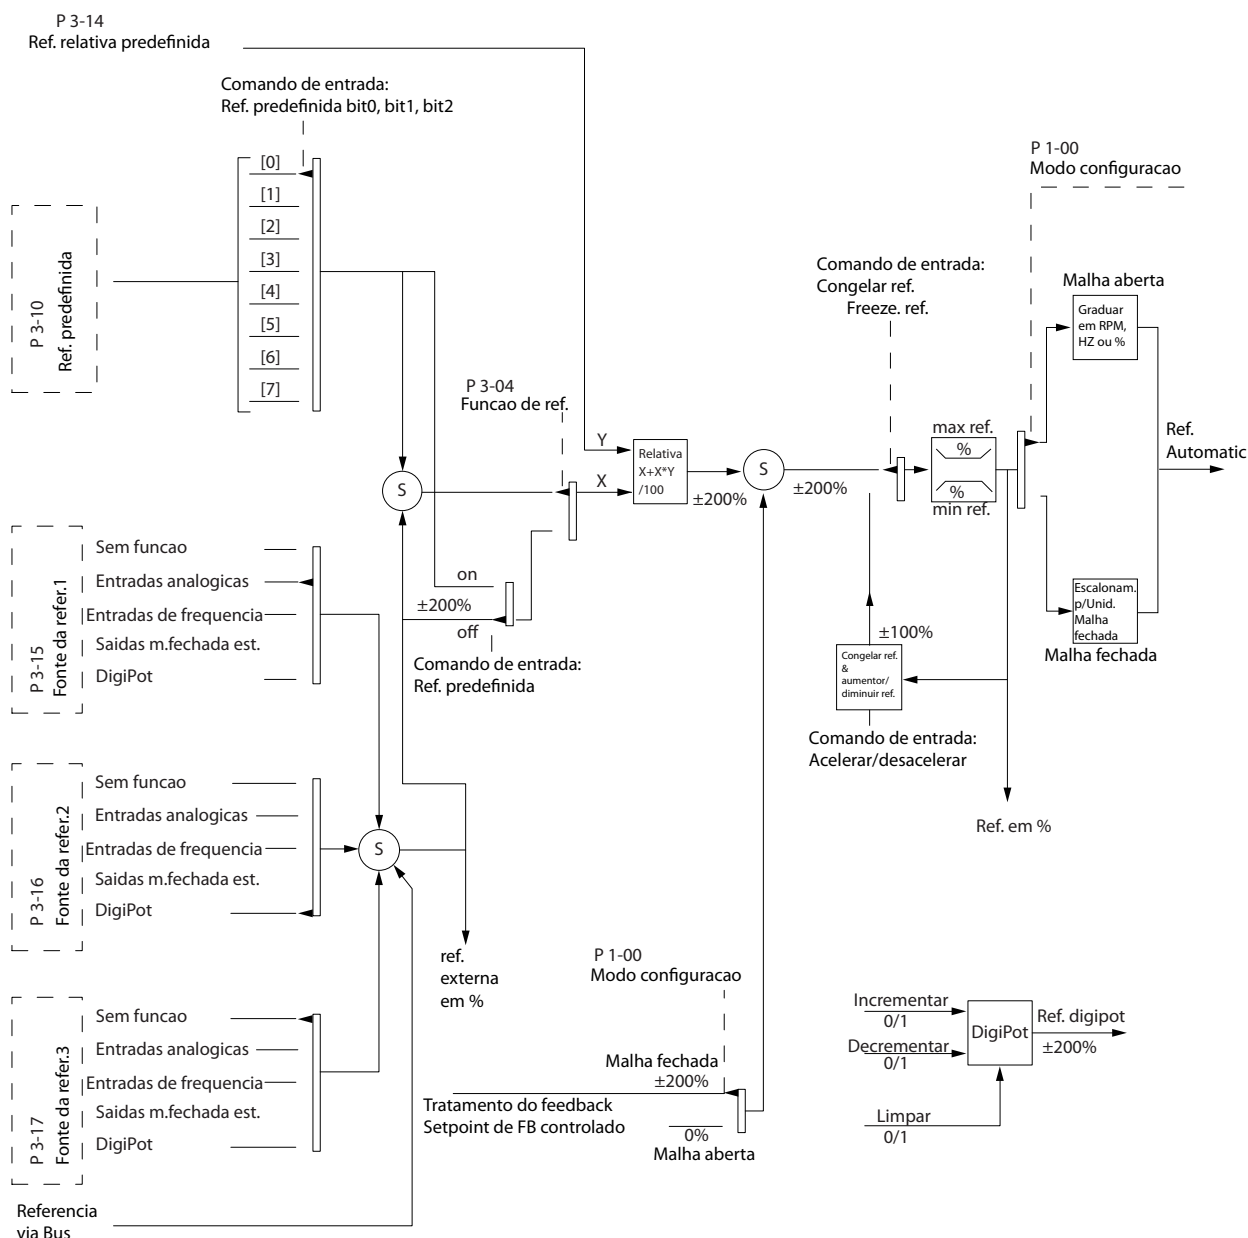 P 3-14
Ref. relativa predefinida
Comando de entrada:
Ref. predefinida bit0, bit1, bit2
P 3-10
Ref. predefinida
[0]
[1]
[2]
[3]
[4]
[5]
[6]
[7]
P 1-00
Modo configuracao
Comando de entrada:
Congelar ref.
Freeze. ref.
Malha aberta
Graduar
em RPM,
HZ ou %
P 3-04
Funcao de ref.
Y
X
Relativa
X+X*Y
/100
±200%
S
±200%
max ref.
%
%
min ref.
Ref.
Automatic
S
P 3-15
Fonte da refer.1
Sem funcao
Entradas analogicas
Entradas de frequencia
Saidas m.fechada est.
DigiPot
on
±200%
off
Comando de entrada:
Ref. predefinida
±100%
Congelar ref.
&
aumentor/
diminuir ref.
Comando de entrada:
Acelerar/desacelerar
Escalonam.
p/Unid.
Malha
fechada
Malha fechada
Ref. em %
P 3-16
Fonte da refer.2
Sem funcao
Entradas analogicas
Entradas de frequencia
Saidas m.fechada est.
DigiPot
S
ref.
externa
em %
P 1-00
Modo configuracao
Malha fechada
±200%
Tratamento do feedback
Setpoint de FB controlado
0%
Malha aberta
Incrementar
0/1
Decrementar
0/1
Limpar
0/1
DigiPot
Ref. digipot
±200%
P 3-17
Fonte da refer.3
Sem funcao
Entradas analogicas
Entradas de frequencia
Saidas m.fechada est.
DigiPot
Referencia
via Bus